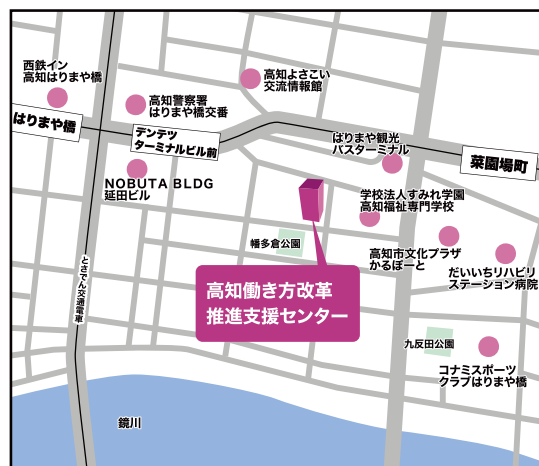 西鉄イン
高知はりまや橋
高知よさこい
交流情報館
高知警察署
はりまや橋交番
はりまや橋
デンテツ
ターミナルビル前
はりまや観光
バスターミナル
菜園場町
NOBUTA BLDG
延田ビル
学校法人すみれ学園
高知福祉専門学校
幡多倉公園
高知市文化プラザ
かるぽーと
だいいちリハビリ
ステーション病院
とさでん交通電車
高知働き方改革
推進支援センター
九反田公園
コナミスポーツ
クラブはりまや橋
鏡川